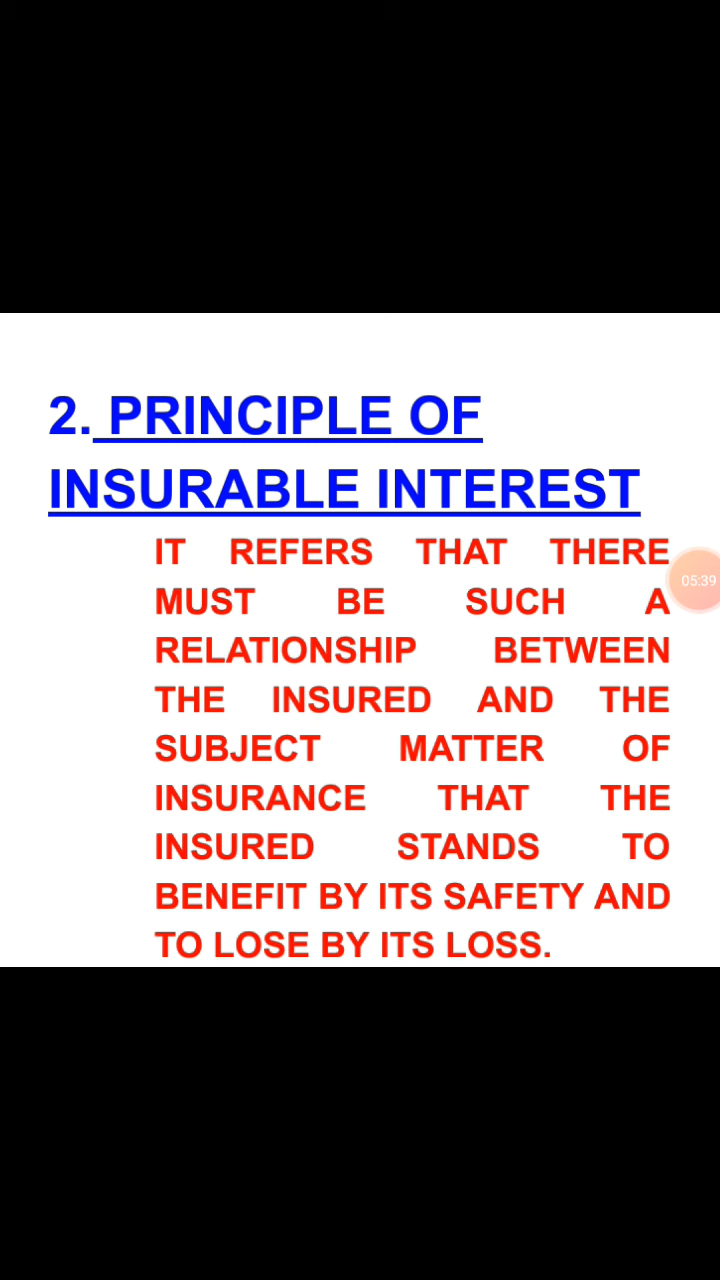 2. PRINCIPLE OF
INSURABLE INTEREST
IT REFERS THAT THERE
MUST BE SUCH A
RELATIONSHIP BETWEEN
THE INSURED AND THE
SUBJECT MATTER OF
INSURANCE THAT THE
INSURED STANDS TO
BENEFIT BY ITS SAFETY AND
TO LOSE BY ITS LOSS.
05:39